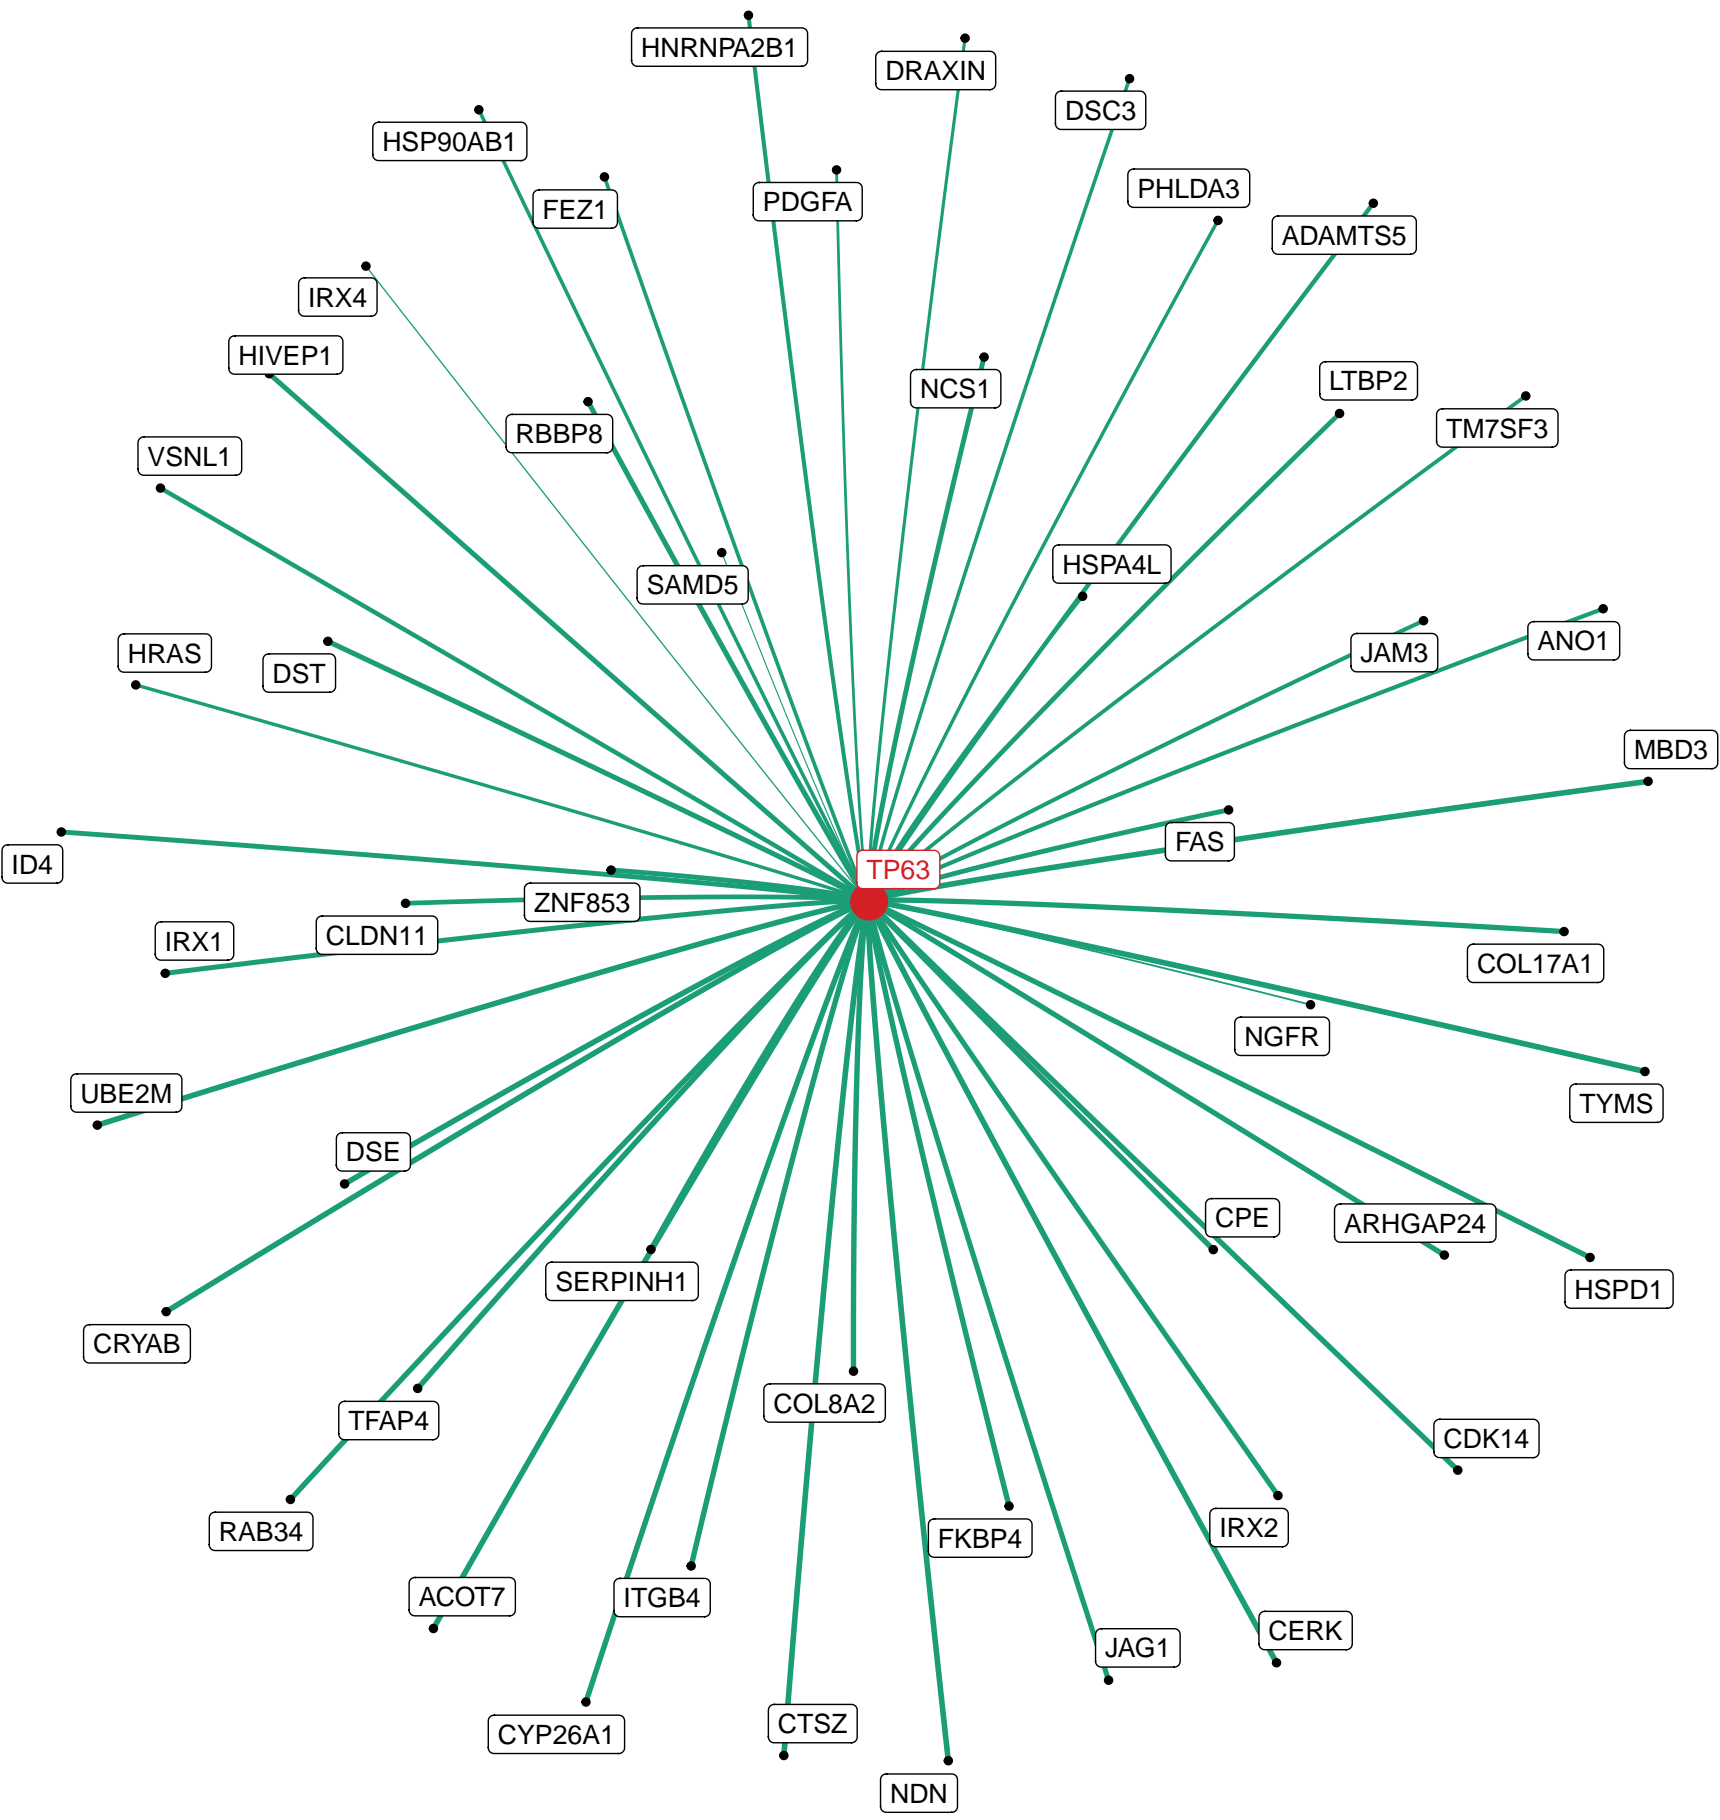 HNRNPA2B1
DRAXIN
DSC3
HSP90AB1
PHLDA3
PDGFA
FEZ1
ADAMTS5
IRX4
HIVEP1
LTBP2
NCS1
TM7SF3
RBBP8
VSNL1
HSPA4L
SAMD5
ANO1
JAM3
HRAS
DST
MBD3
FAS
ID4
TP63
ZNF853
CLDN11
IRX1
COL17A1
NGFR
UBE2M
TYMS
DSE
CPE
ARHGAP24
SERPINH1
HSPD1
CRYAB
COL8A2
TFAP4
CDK14
IRX2
RAB34
FKBP4
ACOT7
ITGB4
CERK
JAG1
CTSZ
CYP26A1
NDN